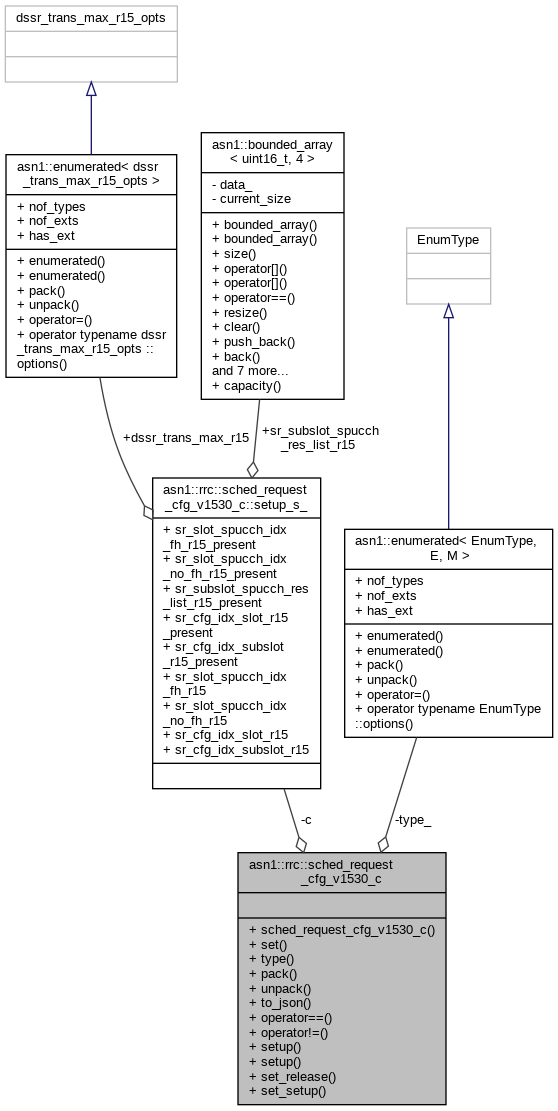 dssr_trans_max_r15_opts
asn1::enumerated< dssr
_trans_max_r15_opts >
+ nof_types
+ nof_exts
+ has_ext
+ enumerated()
+ enumerated()
+ pack()
+ unpack()
+ operator=()
+ operator typename dssr
_trans_max_r15_opts ::
options()
asn1::bounded_array
< uint16_t, 4 >
- data_
- current_size
+ bounded_array()
+ bounded_array()
+ size()
+ operator[]()
+ operator[]()
+ operator==()
+ resize()
+ clear()
+ push_back()
+ back()
and 7 more...
+ capacity()
EnumType
+dssr_trans_max_r15
+sr_subslot_spucch
_res_list_r15
asn1::rrc::sched_request
_cfg_v1530_c::setup_s_
+ sr_slot_spucch_idx
_fh_r15_present
+ sr_slot_spucch_idx
_no_fh_r15_present
+ sr_subslot_spucch_res
_list_r15_present
+ sr_cfg_idx_slot_r15
_present
+ sr_cfg_idx_subslot
_r15_present
+ sr_slot_spucch_idx
_fh_r15
+ sr_slot_spucch_idx
_no_fh_r15
+ sr_cfg_idx_slot_r15
+ sr_cfg_idx_subslot_r15
asn1::enumerated< EnumType,
E, M >
+ nof_types
+ nof_exts
+ has_ext
+ enumerated()
+ enumerated()
+ pack()
+ unpack()
+ operator=()
+ operator typename EnumType
::options()
-c
-type_
asn1::rrc::sched_request
_cfg_v1530_c
+ sched_request_cfg_v1530_c()
+ set()
+ type()
+ pack()
+ unpack()
+ to_json()
+ operator==()
+ operator!=()
+ setup()
+ setup()
+ set_release()
+ set_setup()